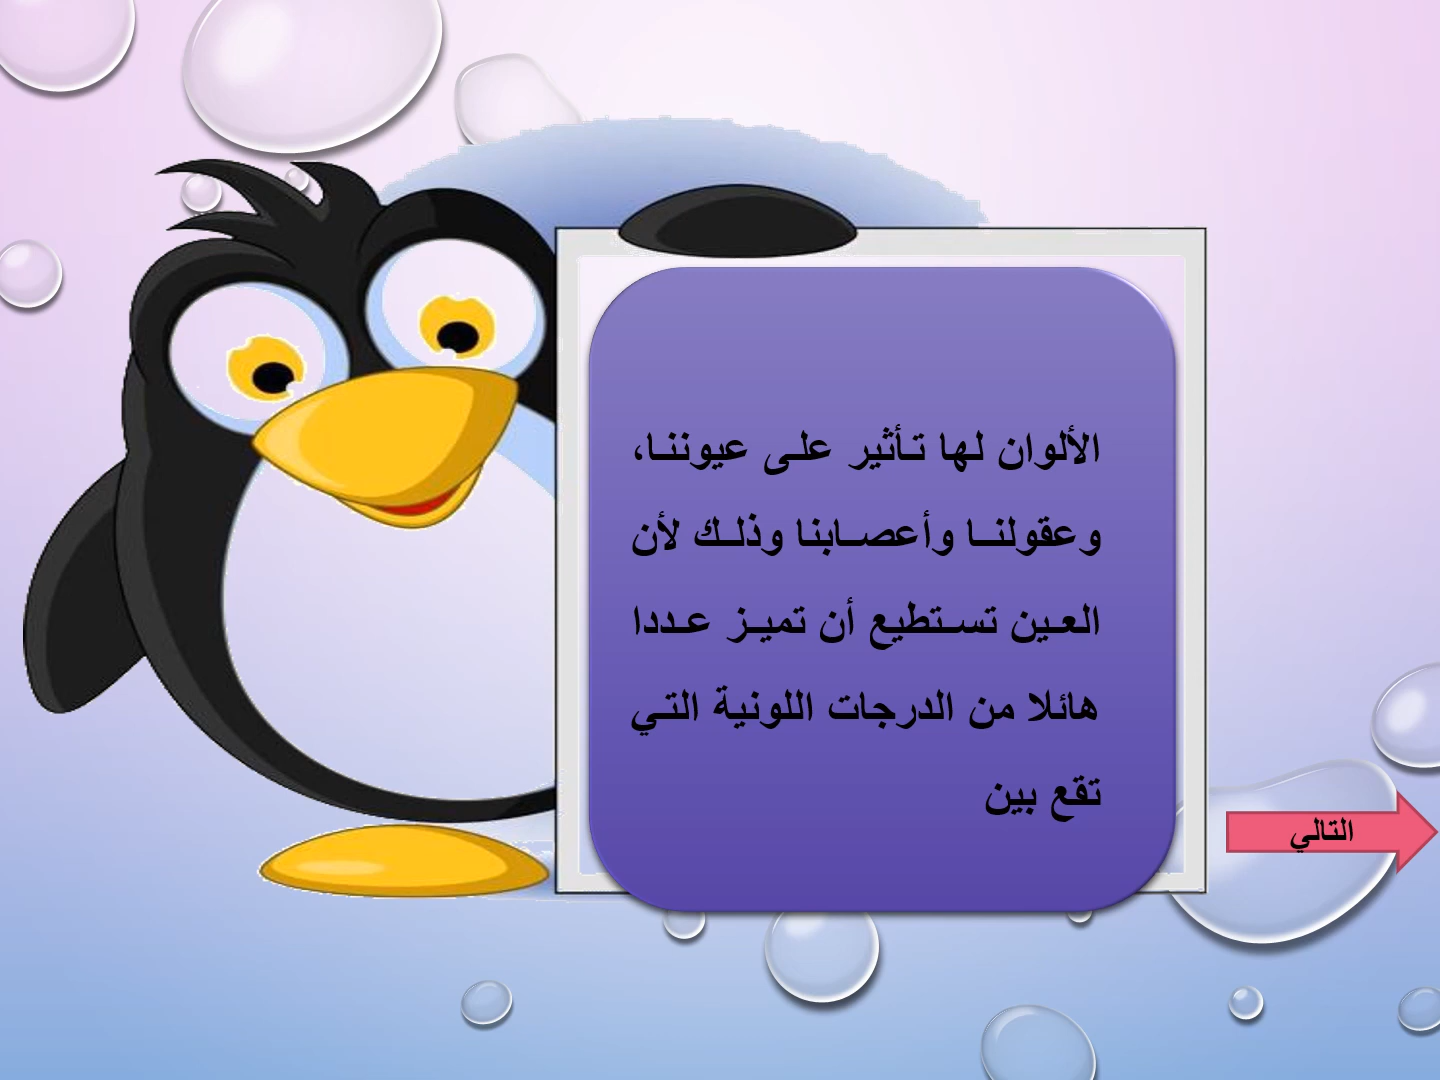 الألوان لها تأثير على عيوننا،
وعقولنا وأعصابنا وذلك لأن
العين تستطيع أن تميز عددا
هائلا من الدرجات اللونية التي
تقع بين
التالي